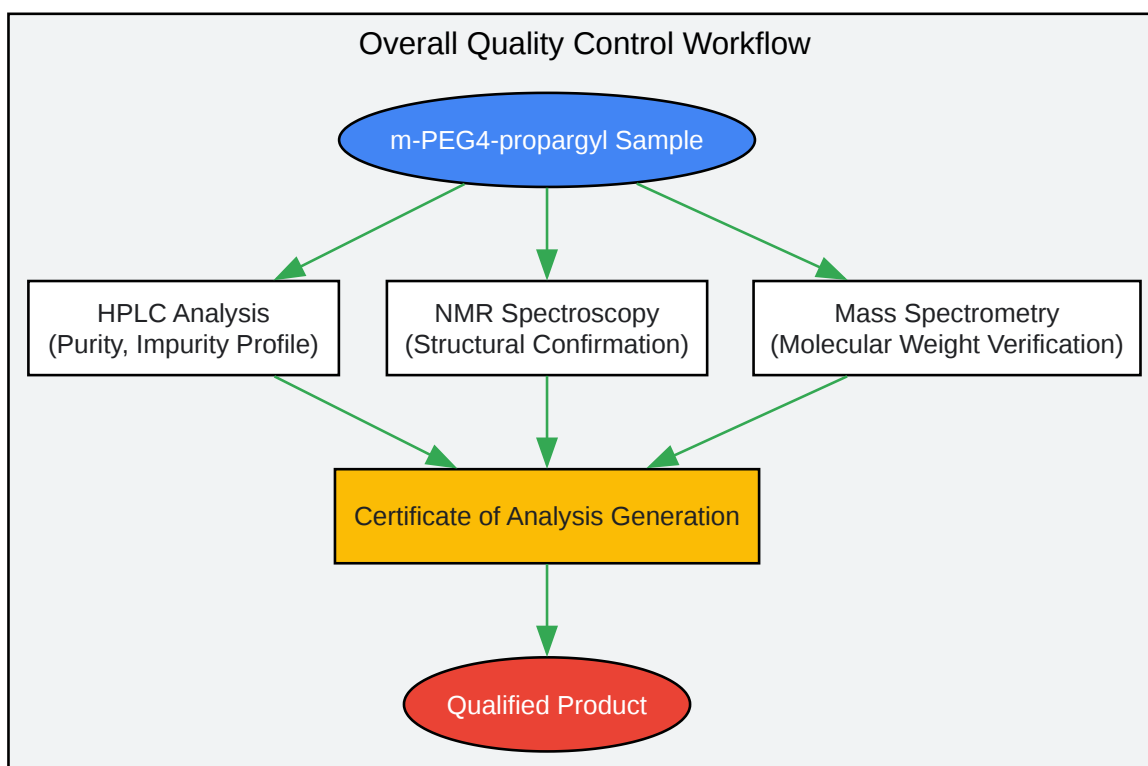 Overall Quality Control Workflow
m-PEG4-propargyl Sample
HPLC Analysis
(Purity, Impurity Profile)
NMR Spectroscopy
(Structural Confirmation)
Mass Spectrometry
(Molecular Weight Verification)
Certificate of Analysis Generation
Qualified Product